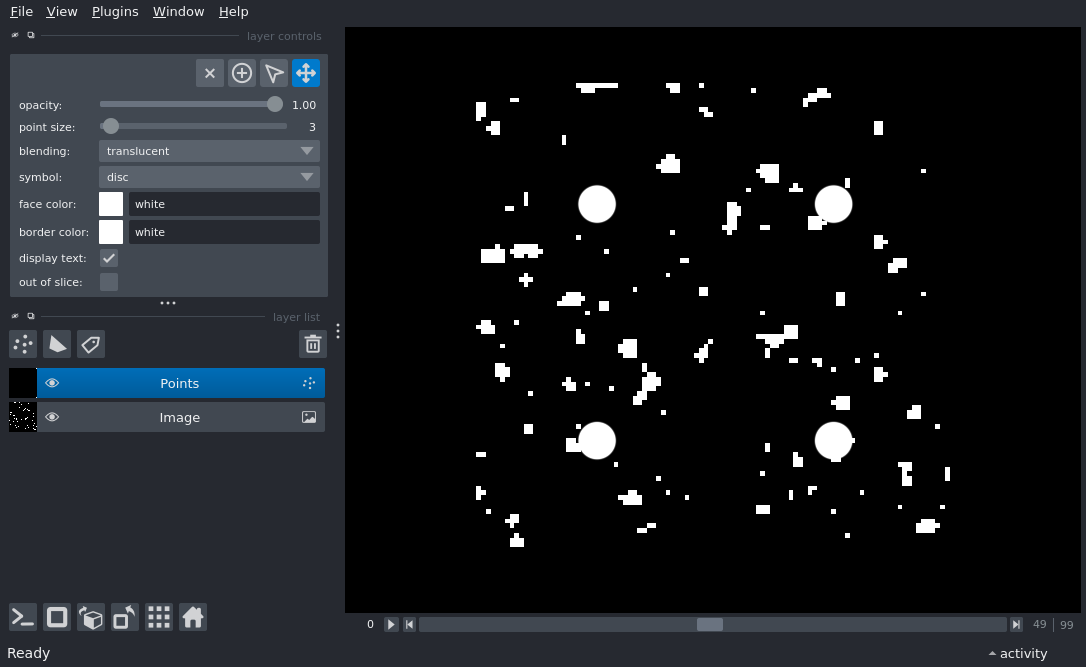 File View Plugins Window Help
layer controls
opacity: 1.00
point size: 3
blending: translucent
symbol: disc
face color: white
border color: white
display text:
out of slice:
layer list
Points
Image
0 49 | 99
Ready activity